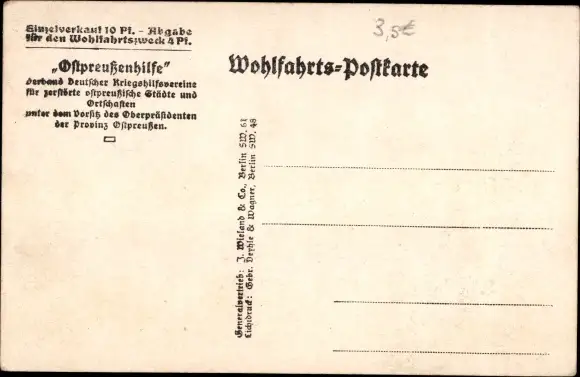 Einzelverkauf 10 Pf. - Abgabe
für den Wohlfahrtszweck 4 Pf.
„Ostpreußenhilfe"
Verband Deutscher Kriegshilfsvereine
für zerstörte ostpreußische Städte und
Ortschaften
unter dem Vorsitz des Oberpräsidenten
der Provinz Ostpreußen.
3,5€
Wohlfahrts-Postkarte
Generalvertrieb: J. Wieland & Co., Berlin SW. 61
Lichtdruck: Gebr. Dethle & Wagner, Berlin SW. 48